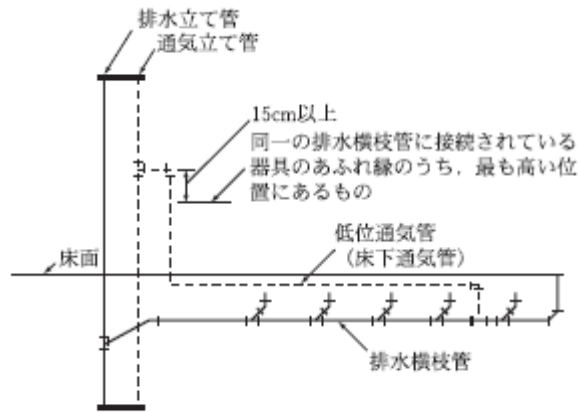 排水立て管
通気立て管
15cm以上
同一の排水横枝管に接続されている
器具のあふれ縁のうち，最も高い位
置にあるもの
低位通気管
（床下通気管）
床面
排水横枝管